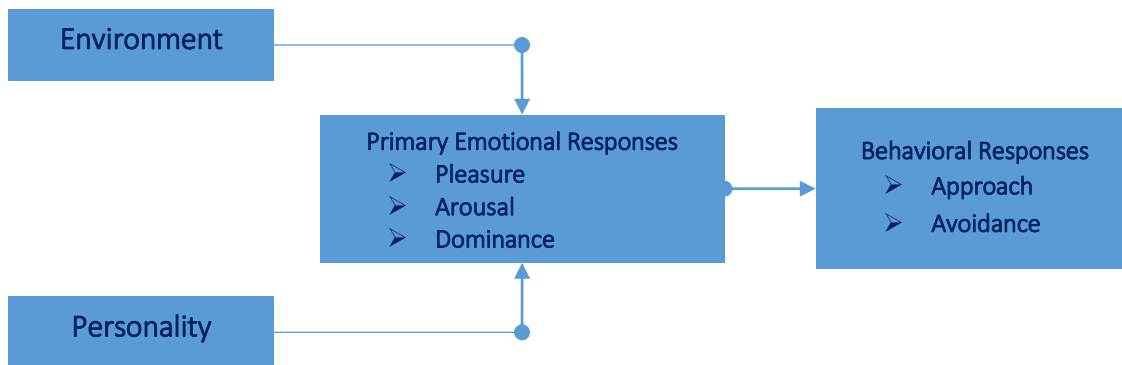 Environment
Primary Emotional Responses
➢ Pleasure
➢ Arousal
➢ Dominance
Behavioral Responses
➢ Approach
➢ Avoidance
Personality